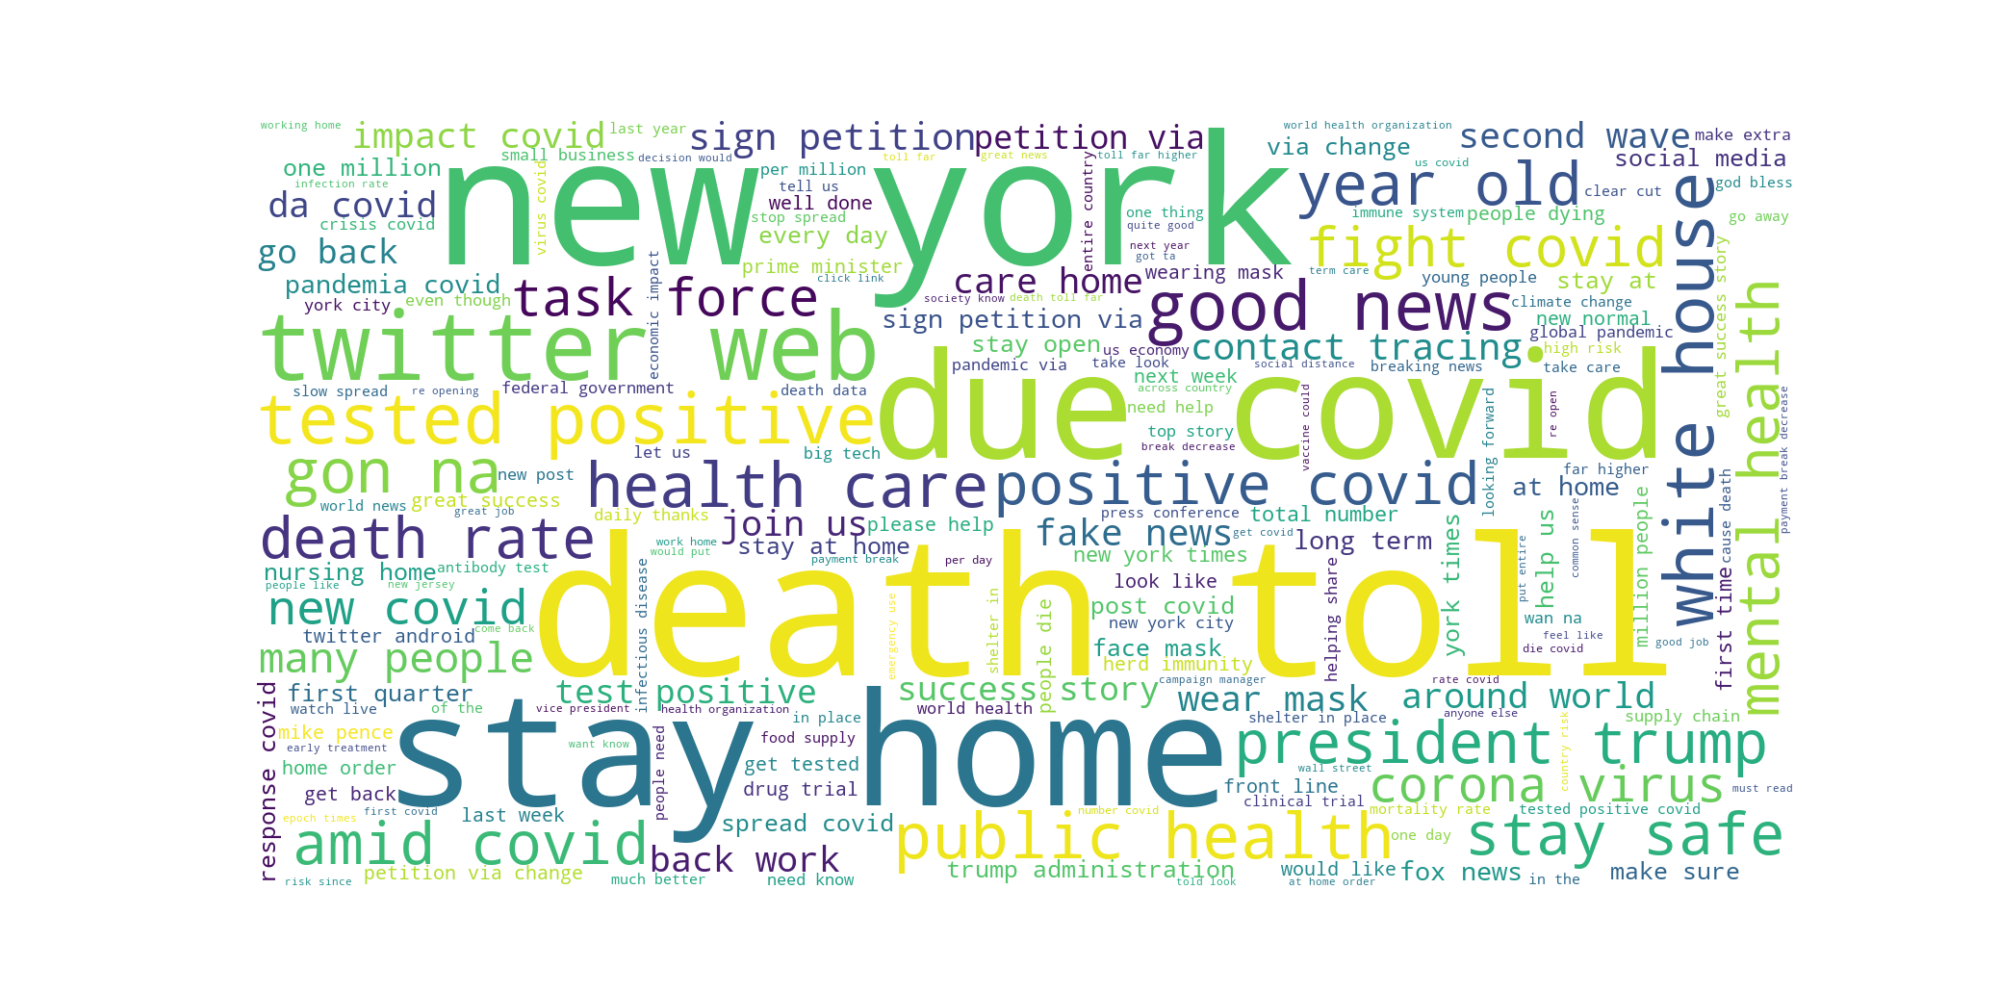 working home
impact covid
last year
sign petition
petition via
world health organization
second wave
make extra
one million
small business
decision would
toll far
great news
toll far higher
via change
us covid
social media
infection rate
virus covid
new york
per million
tell us
well done
entire country
year old
clear cut
god bless
da covid
crisis covid
stop spread
every day
one thing
quite good
immune system
people dying
go away
go back
prime minister
click link
next year
got ta
fight covid
white house
great success story
pandemia covid
york city
even though
task force
economic impact
care home
wearing mask
term care
young people
stay at
society know
death toll far
good news
climate change
new normal
mental health
twitter web
sign petition via
stay open
us economy
contact tracing
global pandemic
high risk
slow spread
re opening
federal government
death data
pandemic via
take look
social distance
breaking news
take care
next week
across country
tested positive
due covid
need help
vaccine could
re open
payment break decrease
let us
big tech
top story
break decrease
looking forward
gon na
new post
health care
positive covid
far higher
at home
world news
great success
great job
daily thanks
join us
please help
press conference
total number
common sense
million people
cause death
death rate
stay at home
fake news
get covid
long term
york times
help us
put entire
work home
would put
payment break
per day
new york times
nursing home
antibody test
people like
new jersey
infectious disease
death toll
look like
helping share
new covid
emergency use
shelter in
people die
post covid
new york city
wan na
feel like
come back
twitter android
face mask
die covid
good job
first time
many people
herd immunity
campaign manager
rate covid
response covid
first quarter
test positive
success story
wear mask
around world
watch live
of the
vice president
health organization
world health
anyone else
mike pence
stay home
in place
shelter in place
supply chain
early treatment
want know
people need
food supply
president trump
country risk
home order
get tested
wall street
get back
drug trial
front line
corona virus
must read
epoch times
first covid
last week
clinical trial
number covid
mortality rate
tested positive covid
spread covid
amid covid
public health
one day
stay safe
back work
risk since
petition via change
much better
need know
trump administration
told look
would like
at home order
fox news
in the
make sure